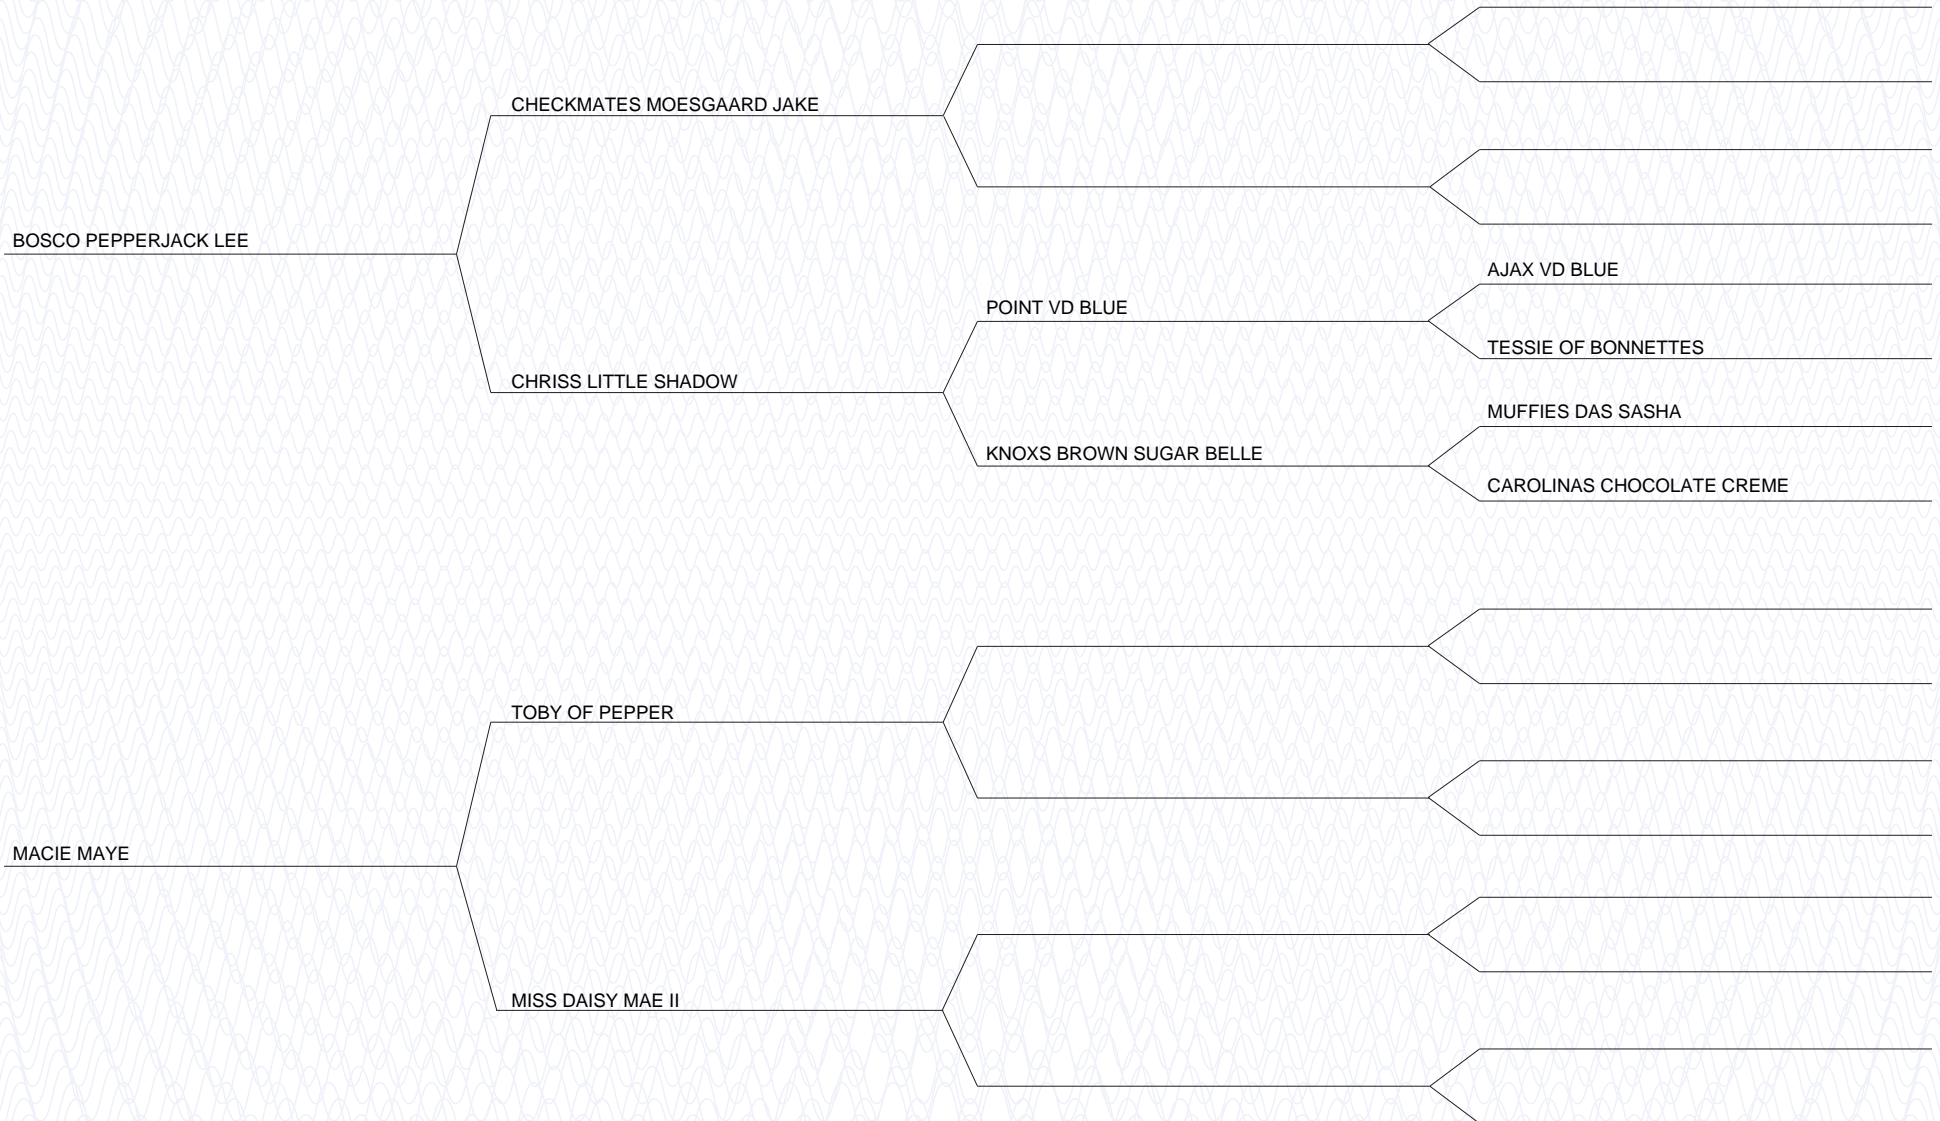 CHECKMATES MOESGAARD JAKE
BOSCO PEPPERJACK LEE
AJAX VD BLUE
POINT VD BLUE
TESSIE OF BONNETTES
CHRISS LITTLE SHADOW
MUFFIES DAS SASHA
KNOXS BROWN SUGAR BELLE
CAROLINAS CHOCOLATE CREME
TOBY OF PEPPER
MACIE MAYE
MISS DAISY MAE II